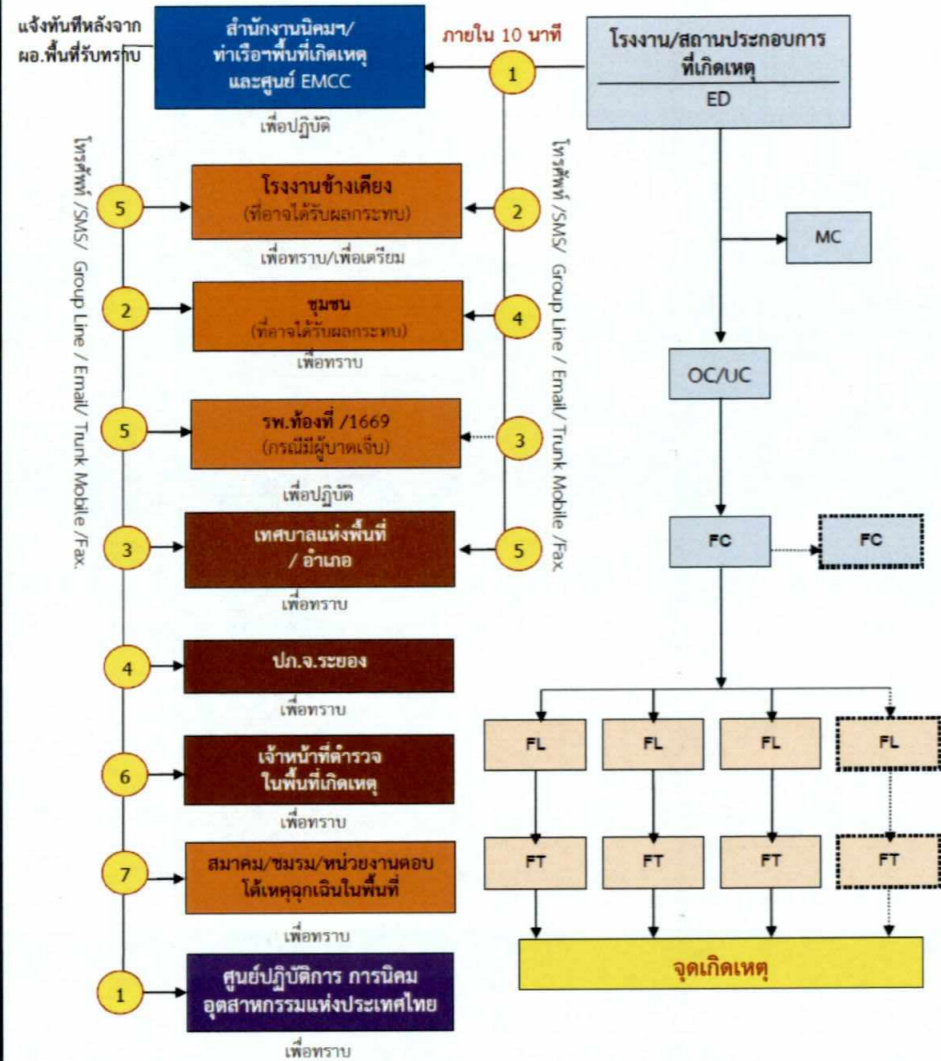 แจ้งทันทีหลังจาก
ผอ.พื้นที่รับทราบ
สำนักงานนิคมฯ/
ท่าเรือฯพื้นที่เกิดเหตุ
และศูนย์ EMCC
เพื่อปฏิบัติ
ภายใน 10 นาที
1
โรงงาน/สถานประกอบการ
ที่เกิดเหตุ
ED
โทรศัพท์ /SMS/ Group Line / Email/ Trunk Mobile /Fax.
5
โรงงานข้างเคียง
(ที่อาจได้รับผลกระทบ)
เพื่อทราบ/เพื่อเตรียม
2
2
ชุมชน
(ที่อาจได้รับผลกระทบ)
เพื่อทราบ
4
5
รพ.ท้องที่ /1669
(กรณีมีผู้บาดเจ็บ)
เพื่อปฏิบัติ
3
3
เทศบาลแห่งพื้นที่
/ อำเภอ
เพื่อทราบ
5
4
ปภ.จ.ระยอง
เพื่อทราบ
6
เจ้าหน้าที่ตำรวจ
ในพื้นที่เกิดเหตุ
เพื่อทราบ
7
สมาคม/ชมรม/หน่วยงานตอบ
โต้เหตุฉุกเฉินในพื้นที่
เพื่อทราบ
1
ศูนย์ปฏิบัติการ การนิคม
อุตสาหกรรมแห่งประเทศไทย
เพื่อทราบ
โทรศัพท์ /SMS/ Group Line / Email/ Trunk Mobile /Fax.
MC
OC/UC
FC
FC
FL
FL
FL
FL
FT
FT
FT
FT
จุดเกิดเหตุ